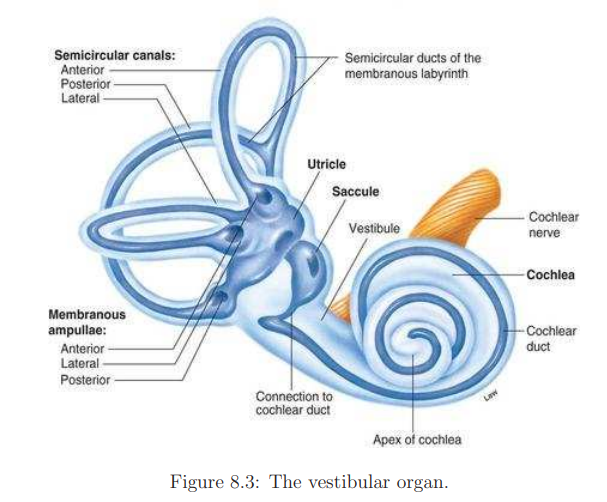 Semicircular canals:
Anterior
Posterior
Lateral
Semicircular ducts of the
membranous labyrinth
Utricle
Saccule
Vestibule
Cochlear
nerve
Cochlea
Cochlear
duct
Membranous
ampullae:
Anterior
Lateral
Posterior
Connection to
cochlear duct
Apex of cochlea
Law
Figure 8.3: The vestibular organ.